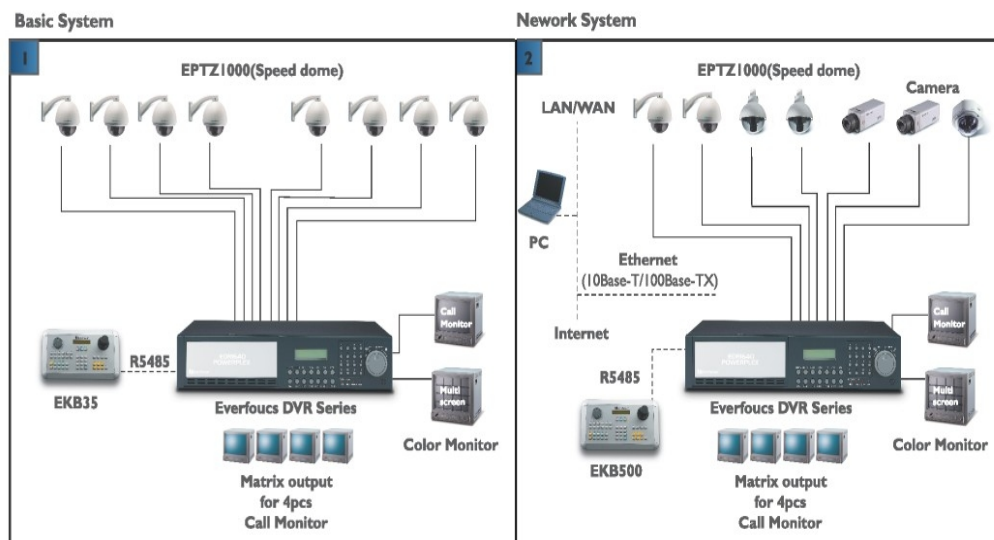 Basic System
1
EPTZ1000(Speed dome)
EKB35
R5485
Call
Monitor
Multi
screen
Everfoucs DVR Series
Color Monitor
Matrix output
for 4pcs
Call Monitor
Nework System
2
EPTZ1000(Speed dome)
LAN/WAN
Camera
PC
Ethernet
(10Base-T/100Base-TX)
Internet
R5485
EKB500
Call
Monitor
Multi
screen
Everfoucs DVR Series
Color Monitor
Matrix output
for 4pcs
Call Monitor